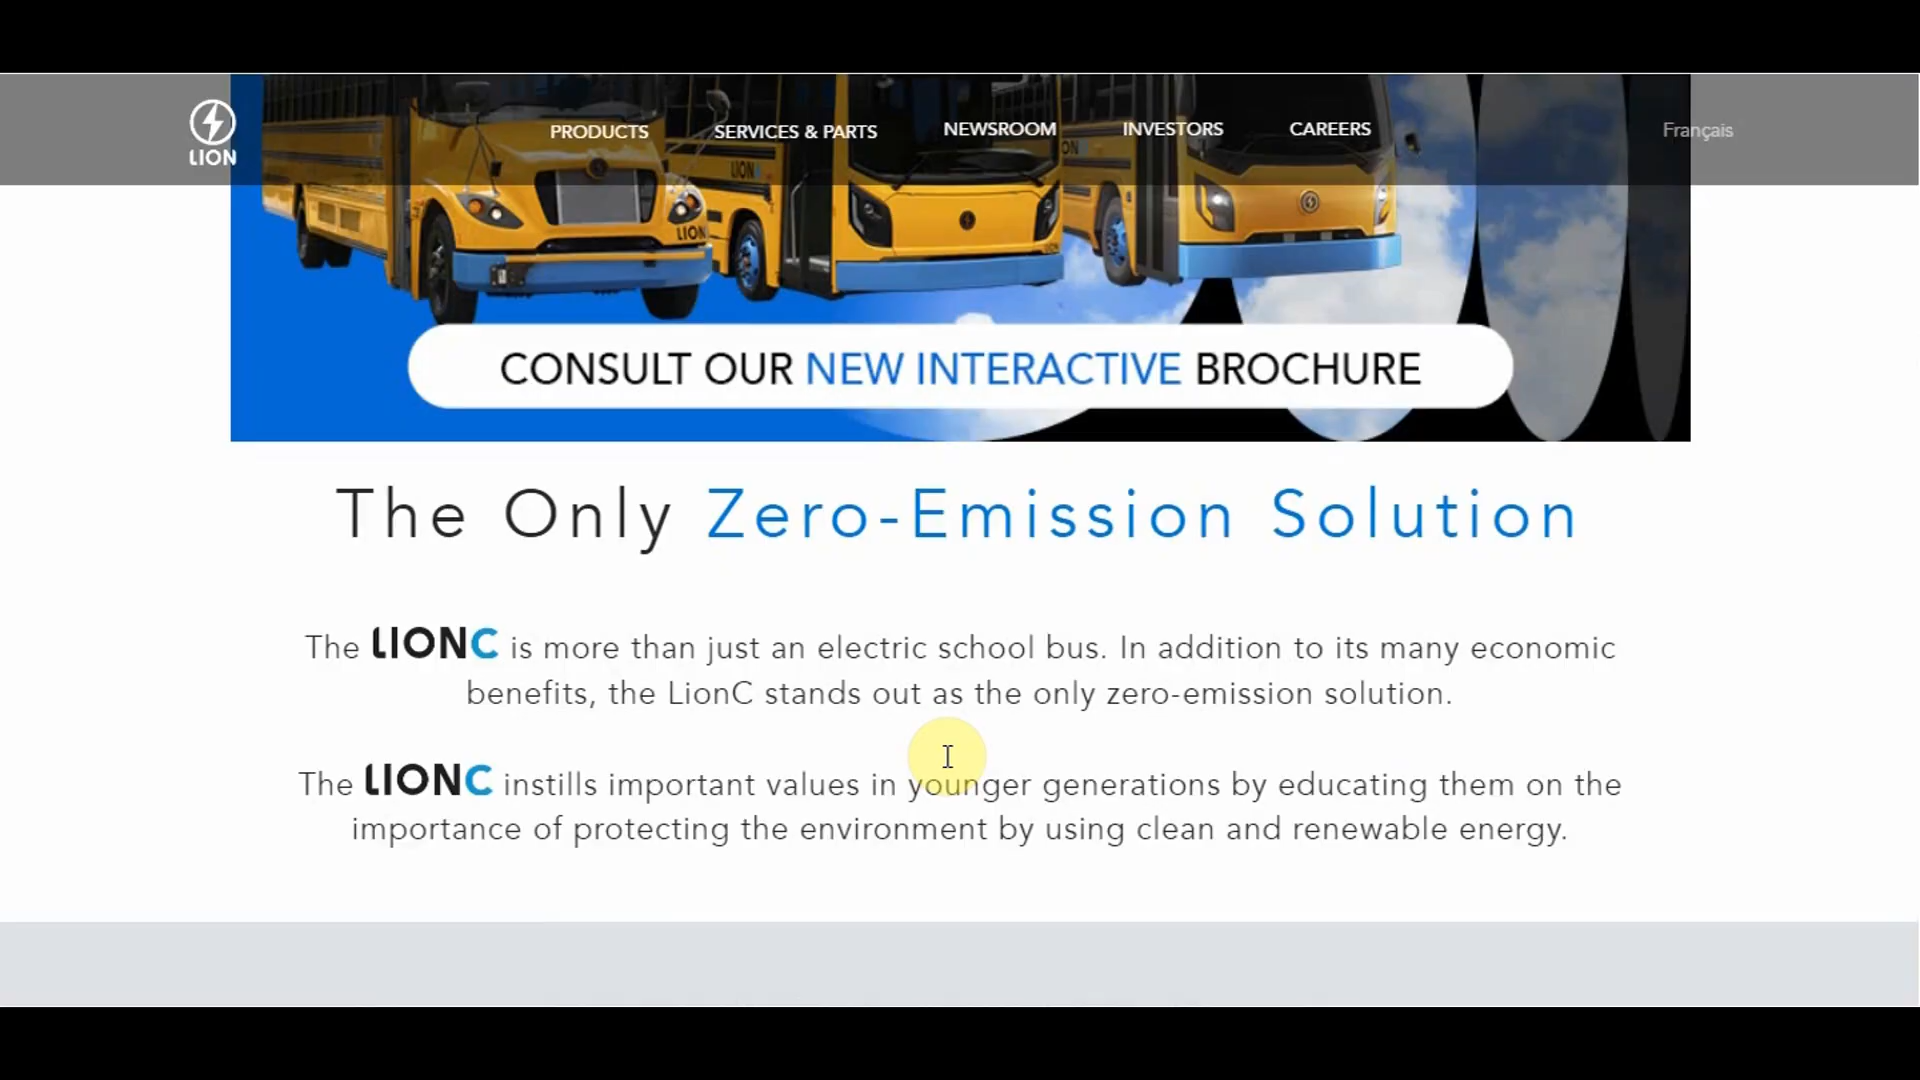 LION
PRODUCTS
SERVICES & PARTS
NEWSROOM
INVESTORS
CAREERS
Français
LION
LION
CONSULT OUR NEW INTERACTIVE BROCHURE
The Only Zero-Emission Solution
The LIONC is more than just an electric school bus. In addition to its many economic
benefits, the LionC stands out as the only zero-emission solution.
The LIONC instills important values in younger generations by educating them on the
importance of protecting the environment by using clean and renewable energy.